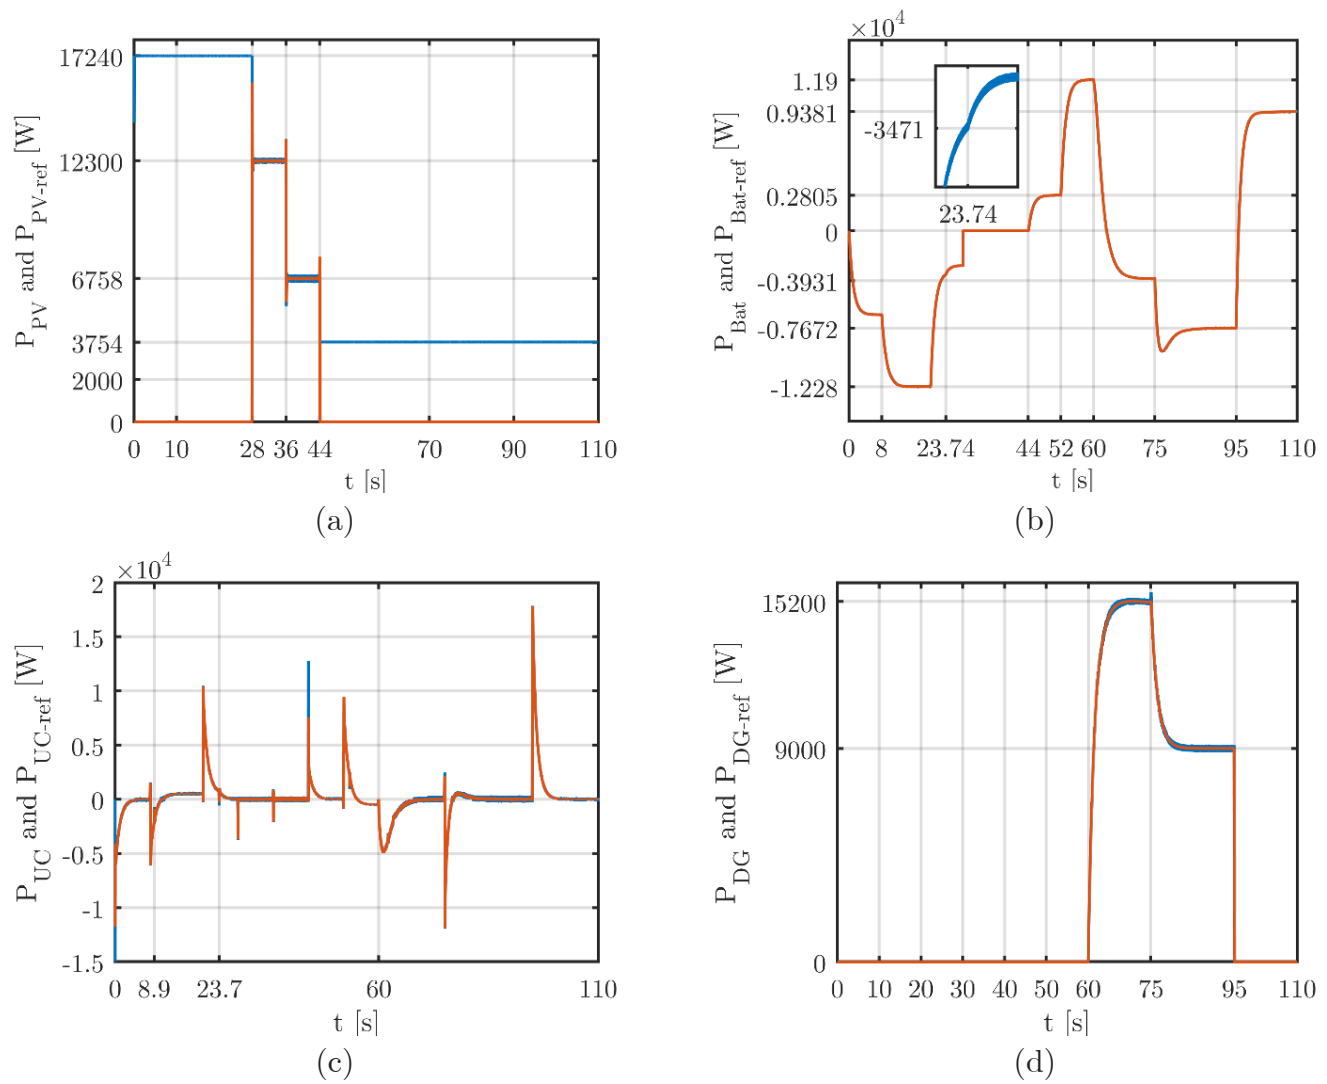 17240
12300
6758
3754
2000
0
P_PV and P_PV-ref [W]
0 10 28 36 44 70 90 110
t [s]
(a)
×10^4
1.19
0.9381
0.2805
0
-0.3931
-0.7672
-1.228
P_Bat and P_Bat-ref [W]
-3471
23.74
0 8 23.74 44 52 60 75 95 110
t [s]
(b)
×10^4
2
1.5
1
0.5
0
-0.5
-1
-1.5
P_UC and P_UC-ref [W]
0 8.9 23.7 60 110
t [s]
(c)
15200
9000
0
P_DG and P_DG-ref [W]
0 10 20 30 40 50 60 75 95 110
t [s]
(d)